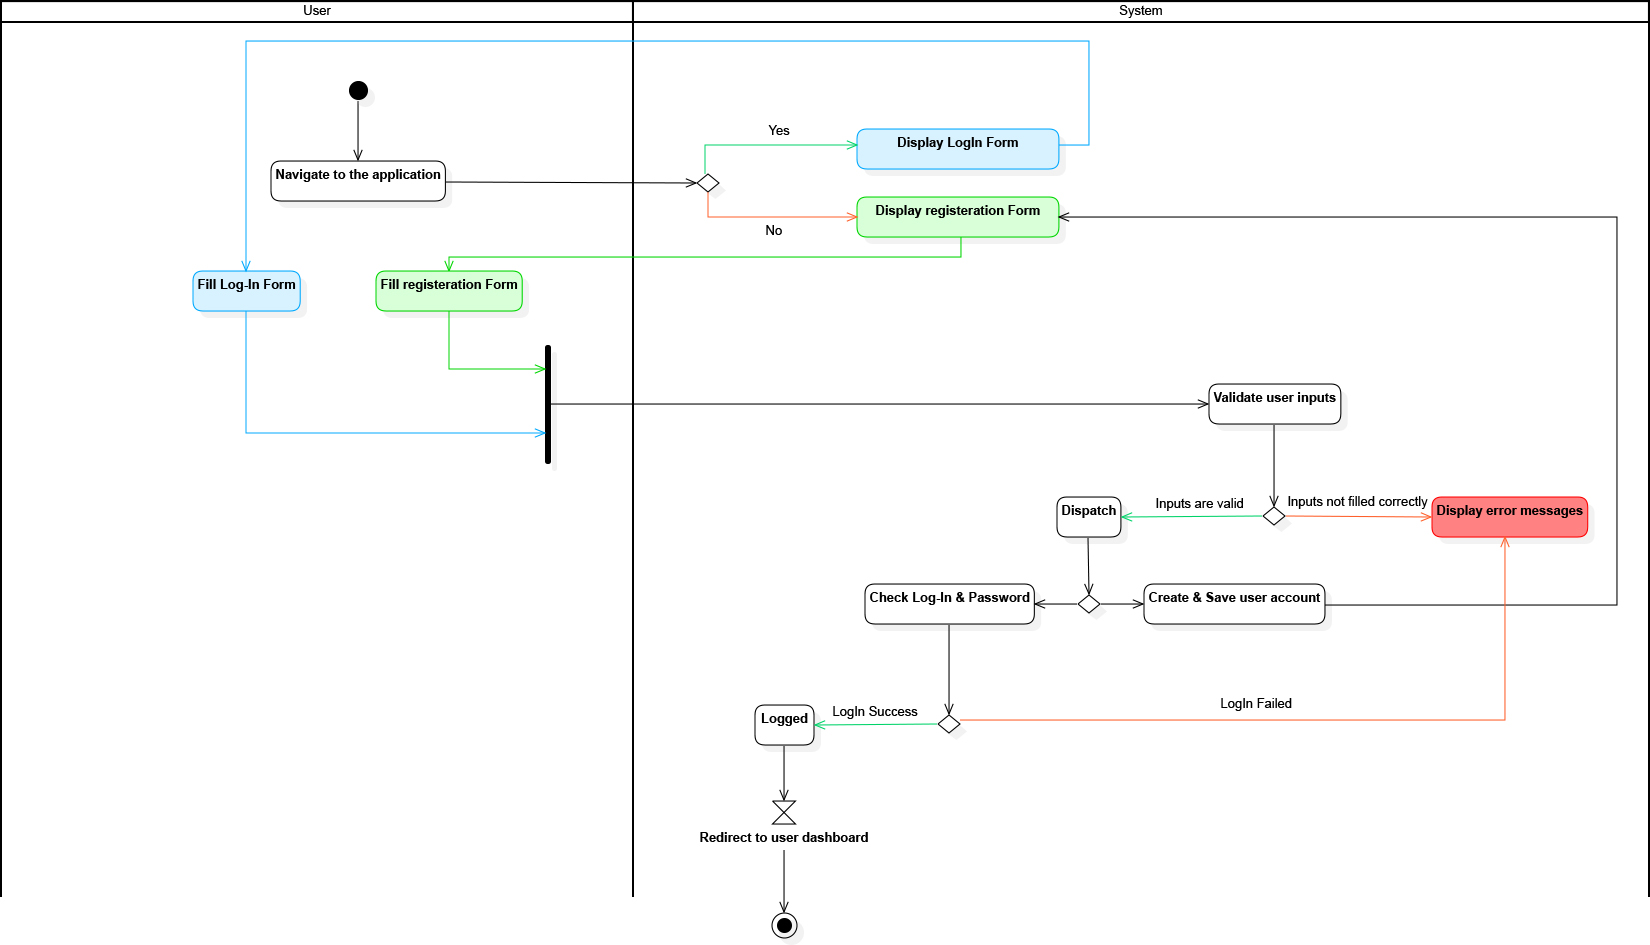 User
System
Yes
Display LogIn Form
Navigate to the application
Display registeration Form
No
Fill Log-In Form
Fill registeration Form
Validate user inputs
Inputs are valid
Inputs not filled correctly
Dispatch
Display error messages
Check Log-In & Password
Create & Save user account
LogIn Failed
LogIn Success
Logged
Redirect to user dashboard